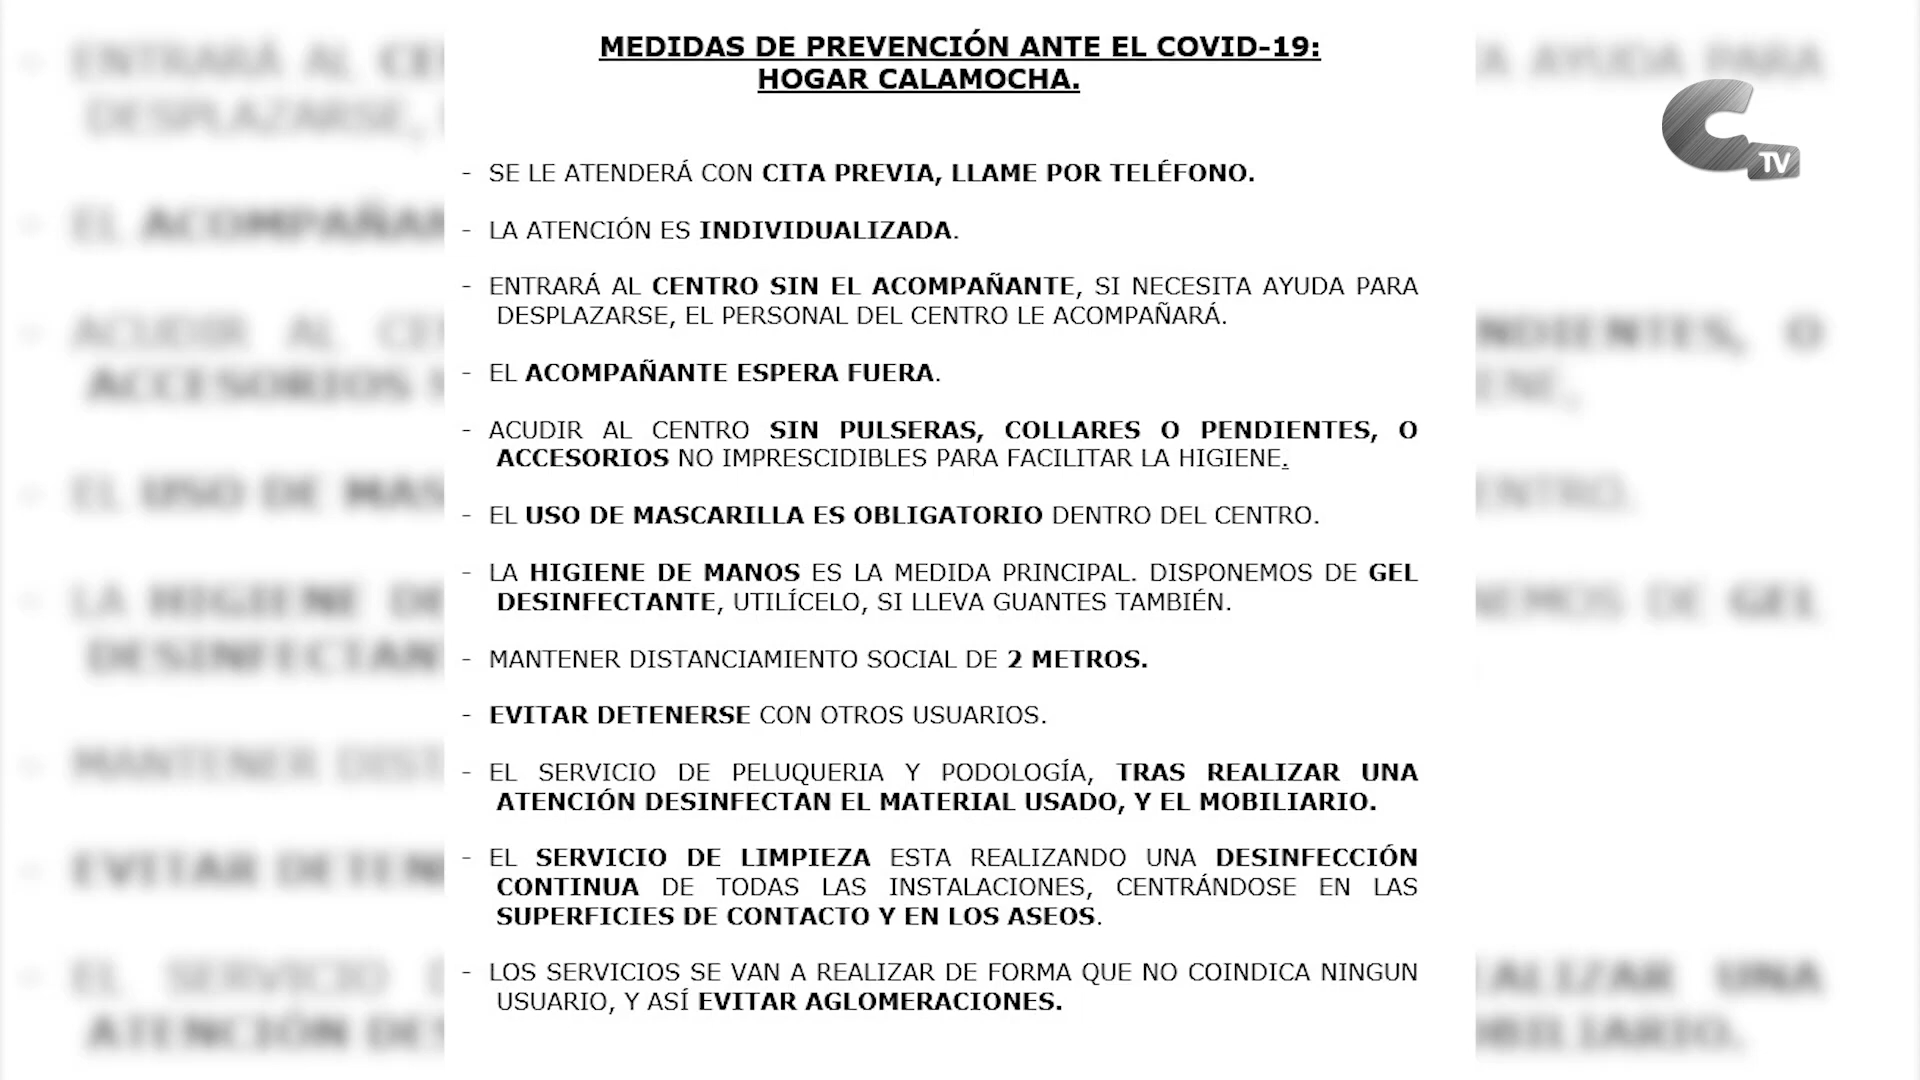 MEDIDAS DE PREVENCIÓN ANTE EL COVID-19:
HOGAR CALAMOCHA.
- SE LE ATENDERÁ CON CITA PREVIA, LLAME POR TELÉFONO.
- LA ATENCIÓN ES INDIVIDUALIZADA.
- ENTRARÁ AL CENTRO SIN EL ACOMPAÑANTE, SI NECESITA AYUDA PARA
DESPLAZARSE, EL PERSONAL DEL CENTRO LE ACOMPAÑARÁ.
- EL ACOMPAÑANTE ESPERA FUERA.
- ACUDIR AL CENTRO SIN PULSERAS, COLLARES O PENDIENTES, O
ACCESORIOS NO IMPRESCIDIBLES PARA FACILITAR LA HIGIENE.
- EL USO DE MASCARILLA ES OBLIGATORIO DENTRO DEL CENTRO.
- LA HIGIENE DE MANOS ES LA MEDIDA PRINCIPAL. DISPONEMOS DE GEL
DESINFECTANTE, UTILÍCELO, SI LLEVA GUANTES TAMBIÉN.
- MANTENER DISTANCIAMIENTO SOCIAL DE 2 METROS.
- EVITAR DETENERSE CON OTROS USUARIOS.
- EL SERVICIO DE PELUQUERIA Y PODOLOGÍA, TRAS REALIZAR UNA
ATENCIÓN DESINFECTAN EL MATERIAL USADO, Y EL MOBILIARIO.
- EL SERVICIO DE LIMPIEZA ESTA REALIZANDO UNA DESINFECCIÓN
CONTINUA DE TODAS LAS INSTALACIONES, CENTRÁNDOSE EN LAS
SUPERFICIES DE CONTACTO Y EN LOS ASEOS.
- LOS SERVICIOS SE VAN A REALIZAR DE FORMA QUE NO COINDICA NINGUN
USUARIO, Y ASÍ EVITAR AGLOMERACIONES.
C TV